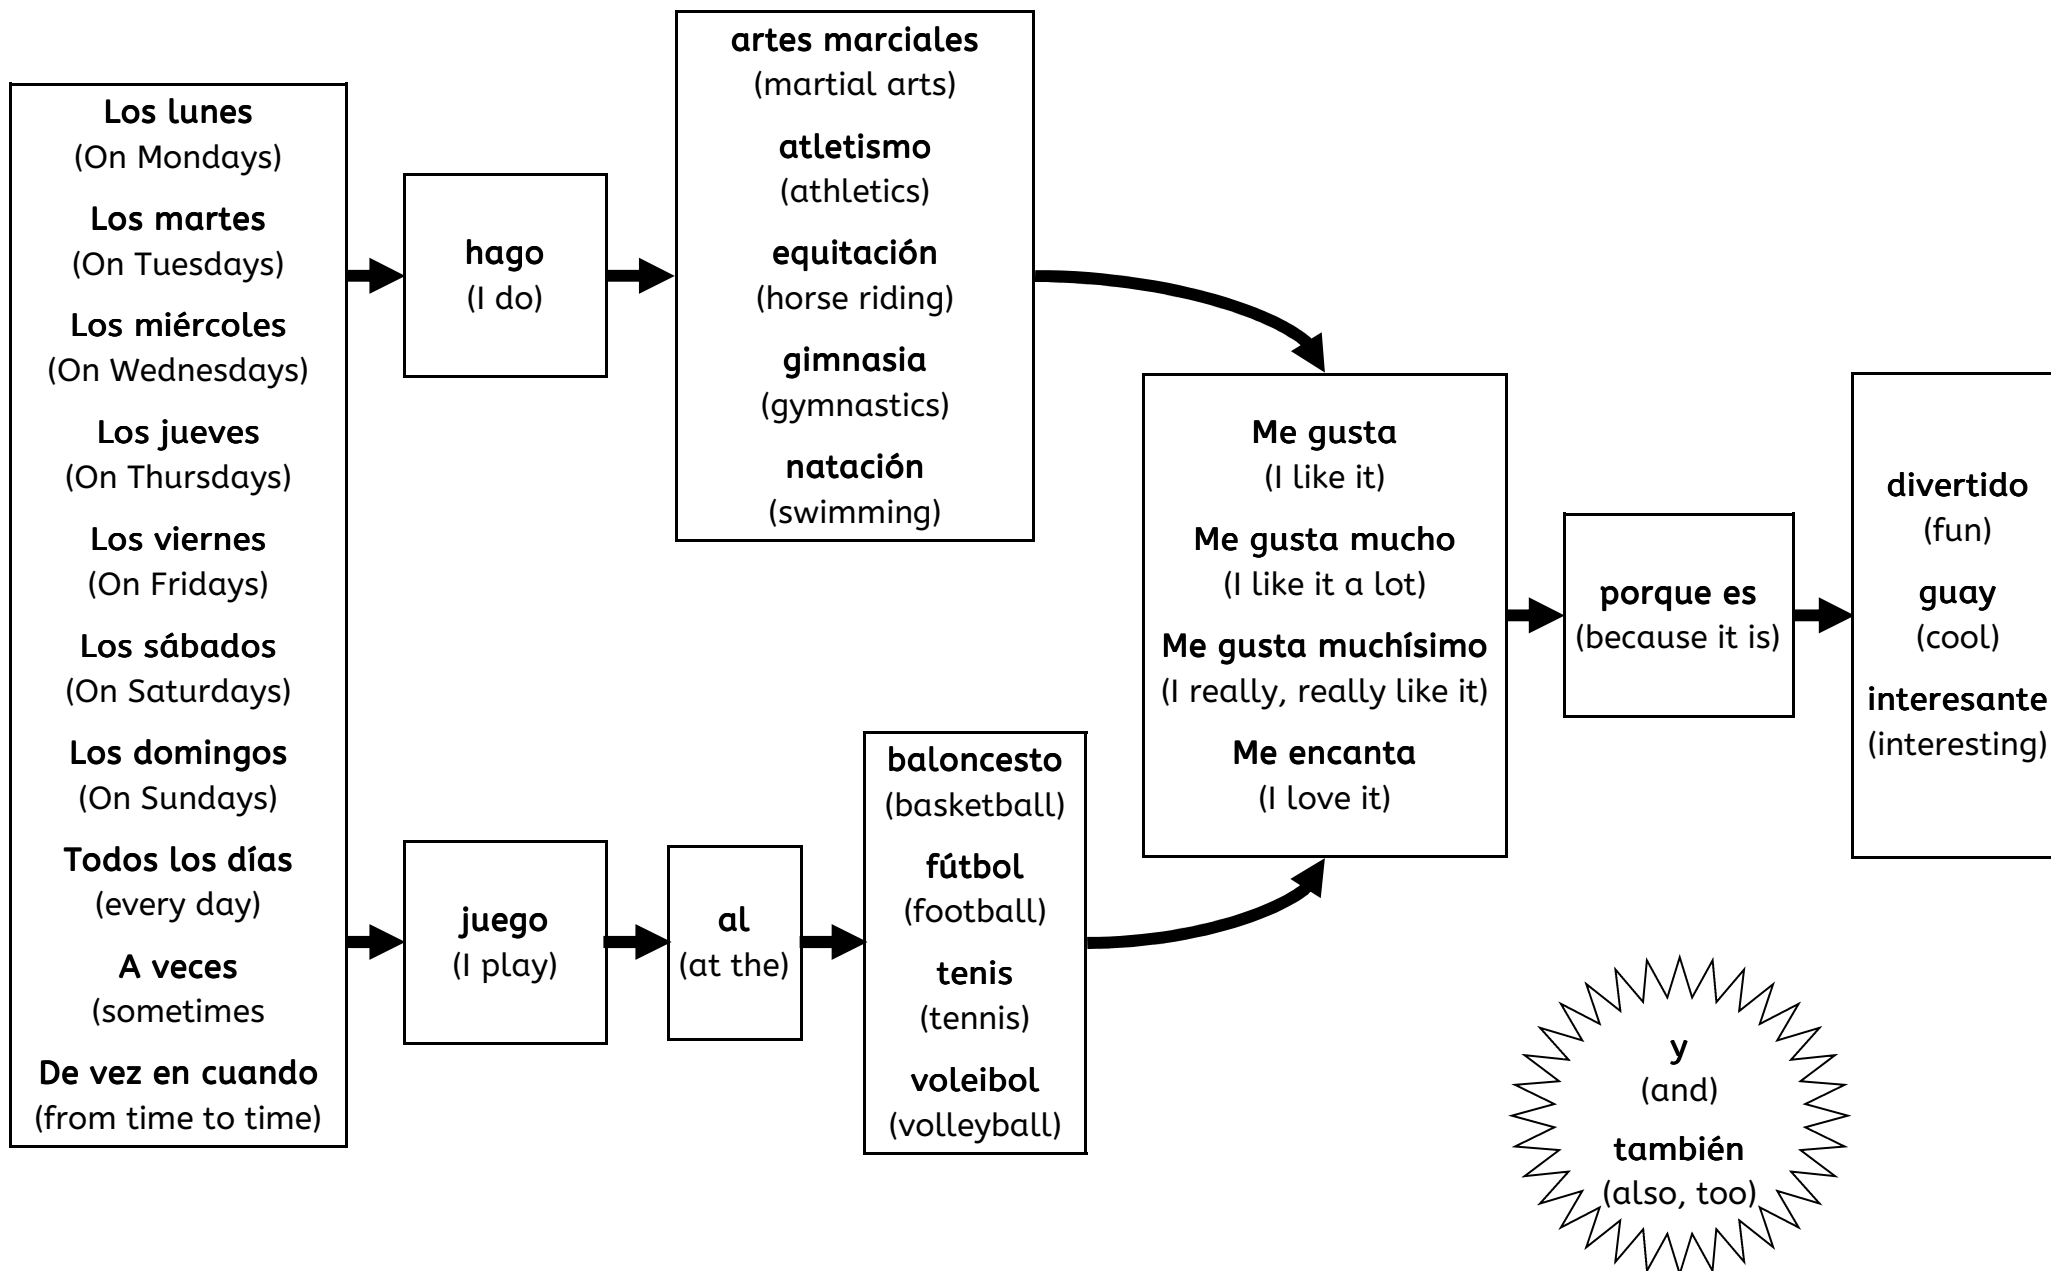 Los lunes
(On Mondays)
Los martes
(On Tuesdays)
Los miércoles
(On Wednesdays)
Los jueves
(On Thursdays)
Los viernes
(On Fridays)
Los sábados
(On Saturdays)
Los domingos
(On Sundays)
Todos los días
(every day)
A veces
(sometimes
De vez en cuando
(from time to time)
hago
(I do)
artes marciales
(martial arts)
atletismo
(athletics)
equitación
(horse riding)
gimnasia
(gymnastics)
natación
(swimming)
juego
(I play)
al
(at the)
baloncesto
(basketball)
fútbol
(football)
tenis
(tennis)
voleibol
(volleyball)
Me gusta
(I like it)
Me gusta mucho
(I like it a lot)
Me gusta muchísimo
(I really, really like it)
Me encanta
(I love it)
porque es
(because it is)
divertido
(fun)
guay
(cool)
interesante
(interesting)
y
(and)
también
(also, too)